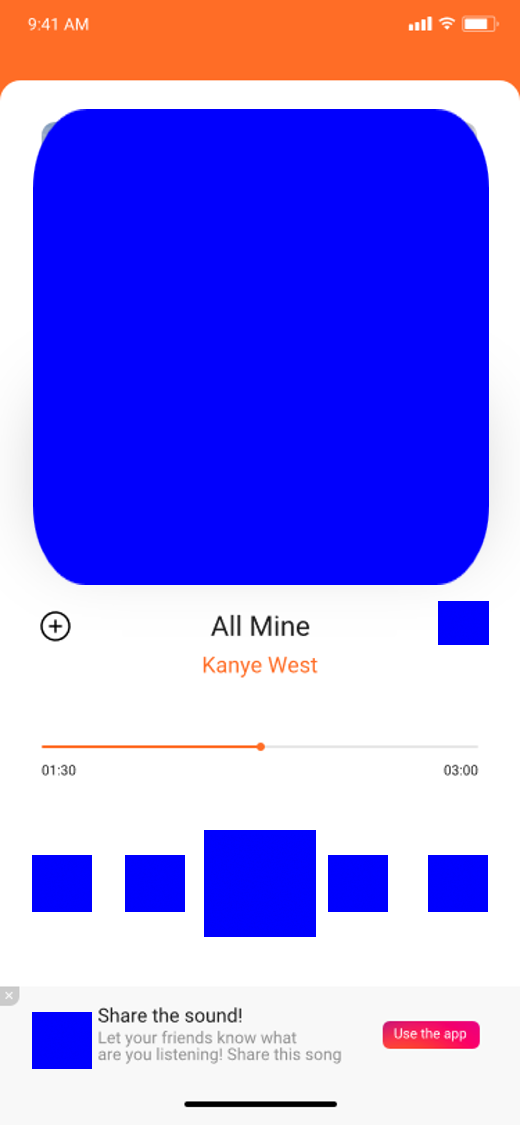 9:41 AM
All Mine
Kanye West
01:30
03:00
Share the sound!
Let your friends know what
are you listening! Share this song
Use the app